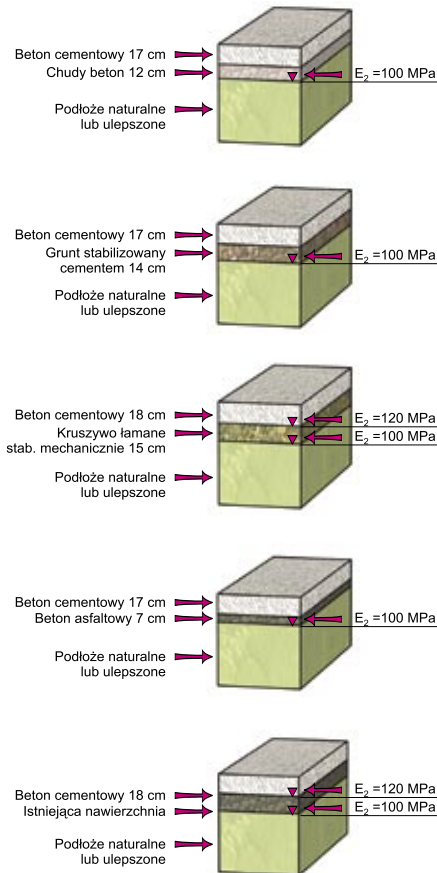 Beton cementowy 17 cm
Chudy beton 12 cm
E₂ =100 MPa
Podłoże naturalne
lub ulepszone
Beton cementowy 17 cm
Grunt stabilizowany
cementem 14 cm
E₂ =100 MPa
Podłoże naturalne
lub ulepszone
Beton cementowy 18 cm
E₂ =120 MPa
Kruszywo łamane
stab. mechanicznie 15 cm
E₂ =100 MPa
Podłoże naturalne
lub ulepszone
Beton cementowy 17 cm
Beton asfaltowy 7 cm
E₂ =100 MPa
Podłoże naturalne
lub ulepszone
Beton cementowy 18 cm
E₂ =120 MPa
Istniejąca nawierzchnia
E₂ =100 MPa
Podłoże naturalne
lub ulepszone